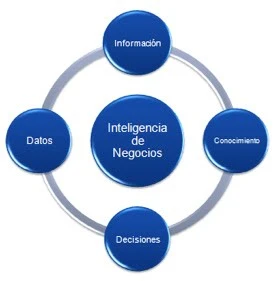 Información
Inteligencia
de
Negocios
Datos
Conocimiento
Decisiones